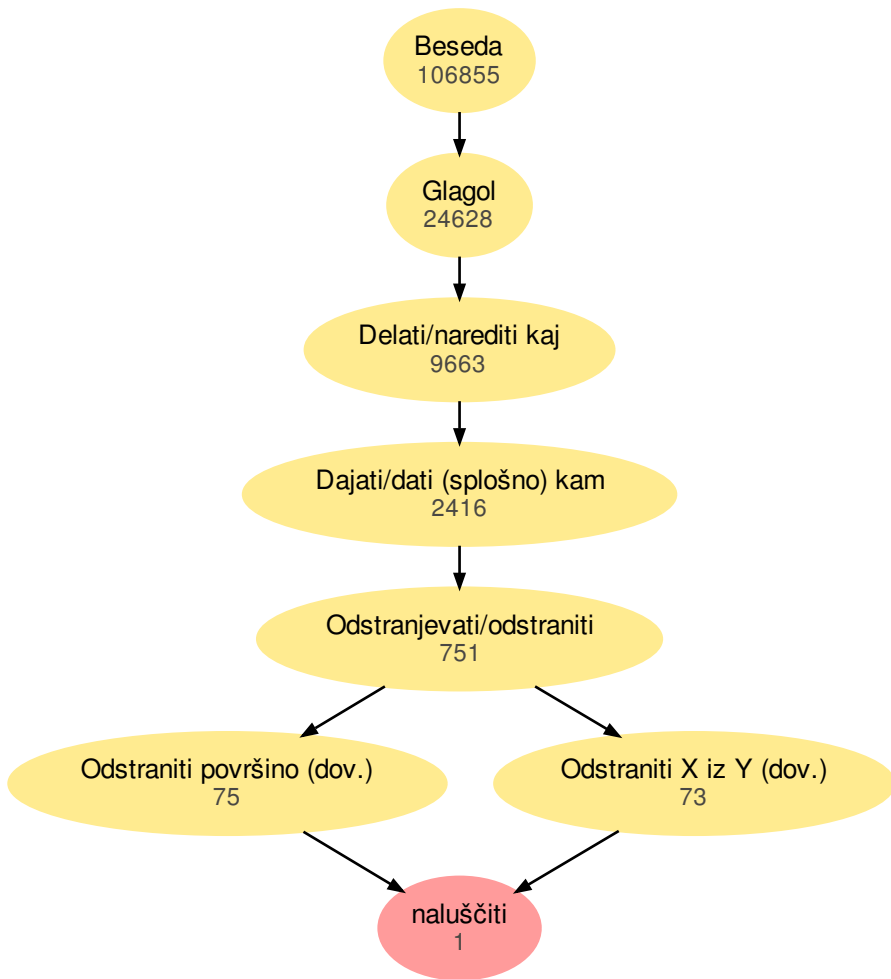 Beseda
106855
Glagol
24628
Delati/narediti kaj
9663
Dajati/dati (splošno) kam
2416
Odstranjevati/odstraniti
751
Odstraniti površino (dov.)
75
Odstraniti X iz Y (dov.)
73
naluščiti
1